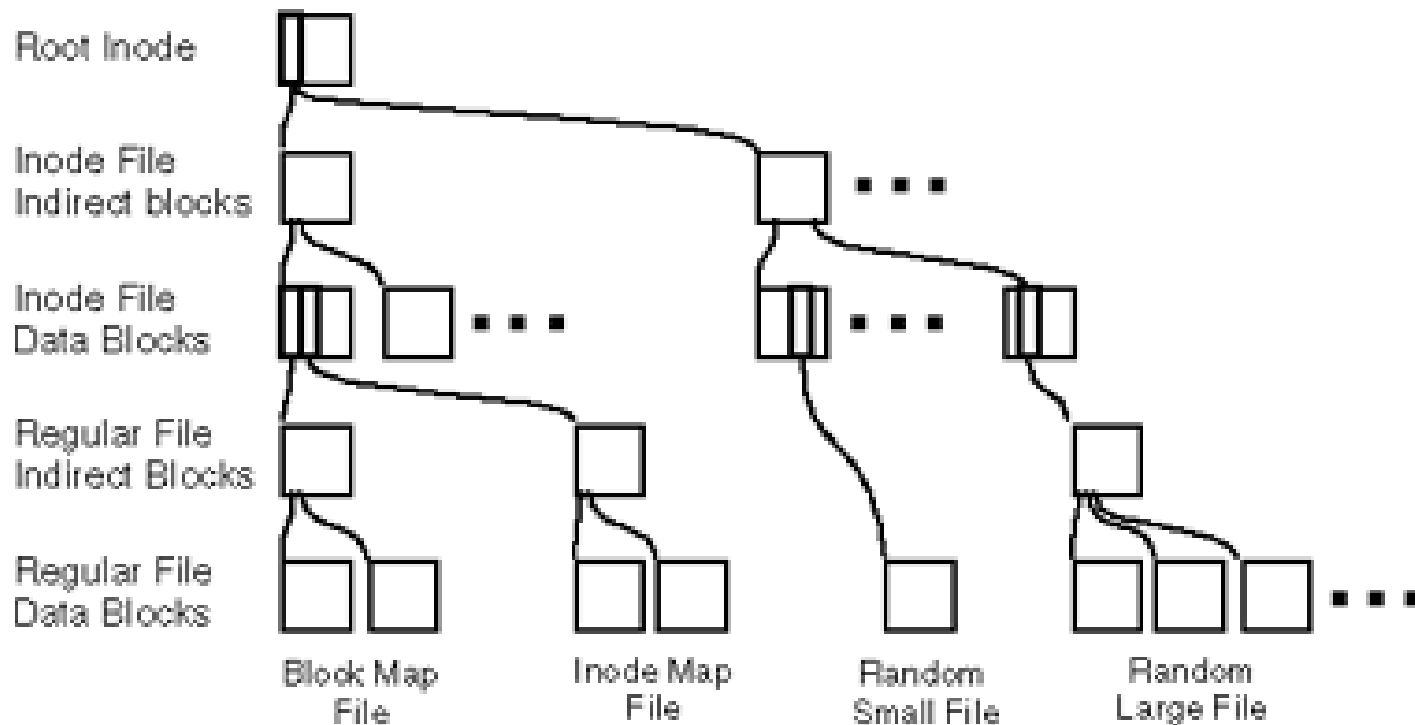 Root Inode
Inode File
Indirect blocks
Inode File
Data Blocks
Regular File
Indirect Blocks
Regular File
Data Blocks
Block Map
File
Inode Map
File
Random
Small File
Random
Large File